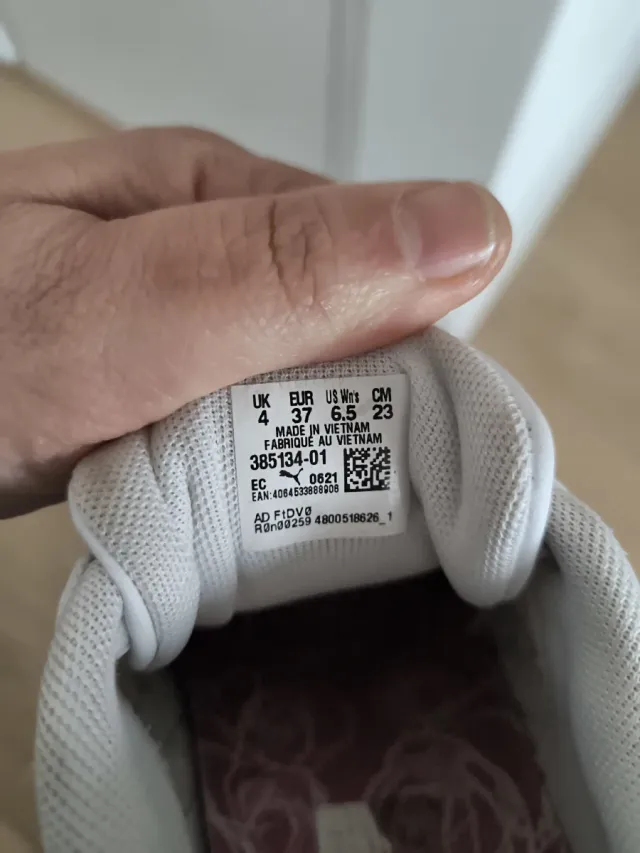 UK EUR US Wn's CM
4 37 6.5 23
MADE IN VIETNAM
FABRIQUÉ AU VIETNAM
385134-01
EC 0621
EAN:4064533888906
AD FtDV0
R0n00259 4800518626_1